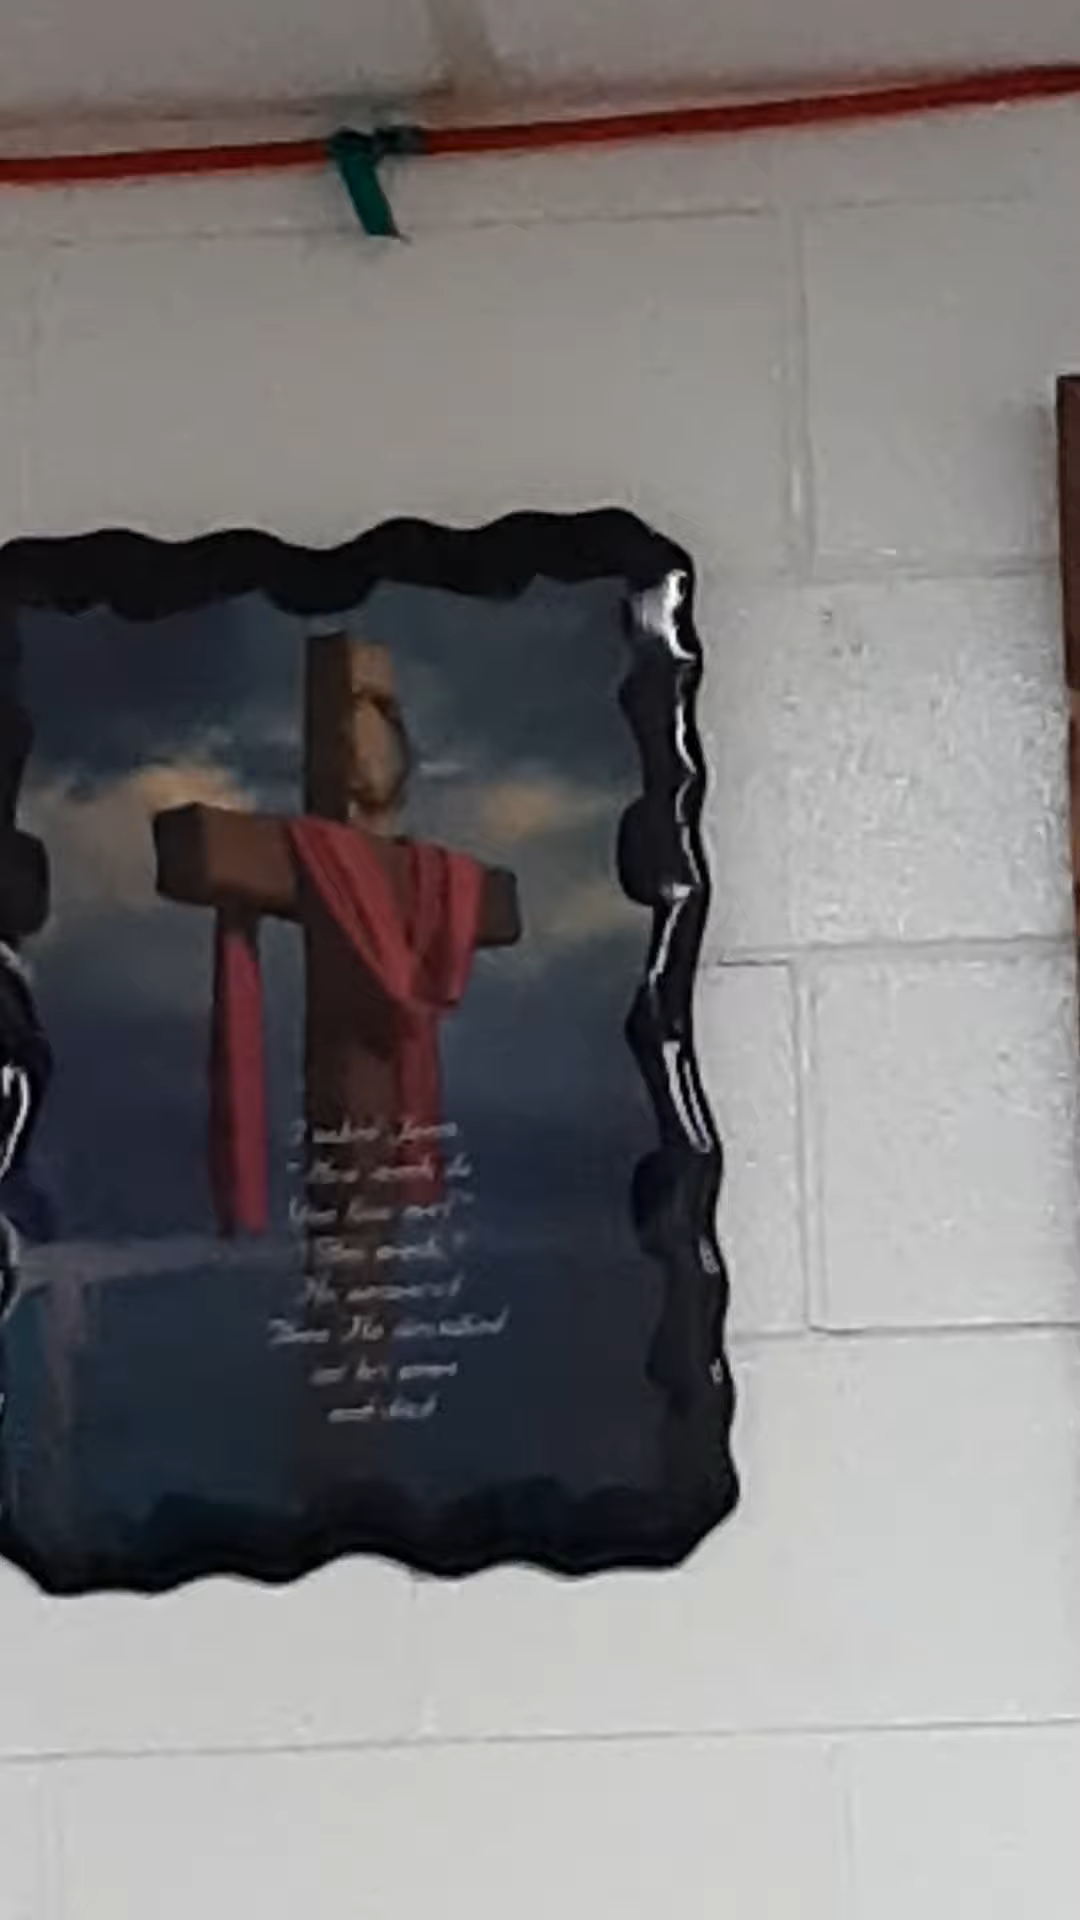 I asked Jesus
"How much do
You love me?"
"This much,"
He answered
Then He stretched
out his arms
and died